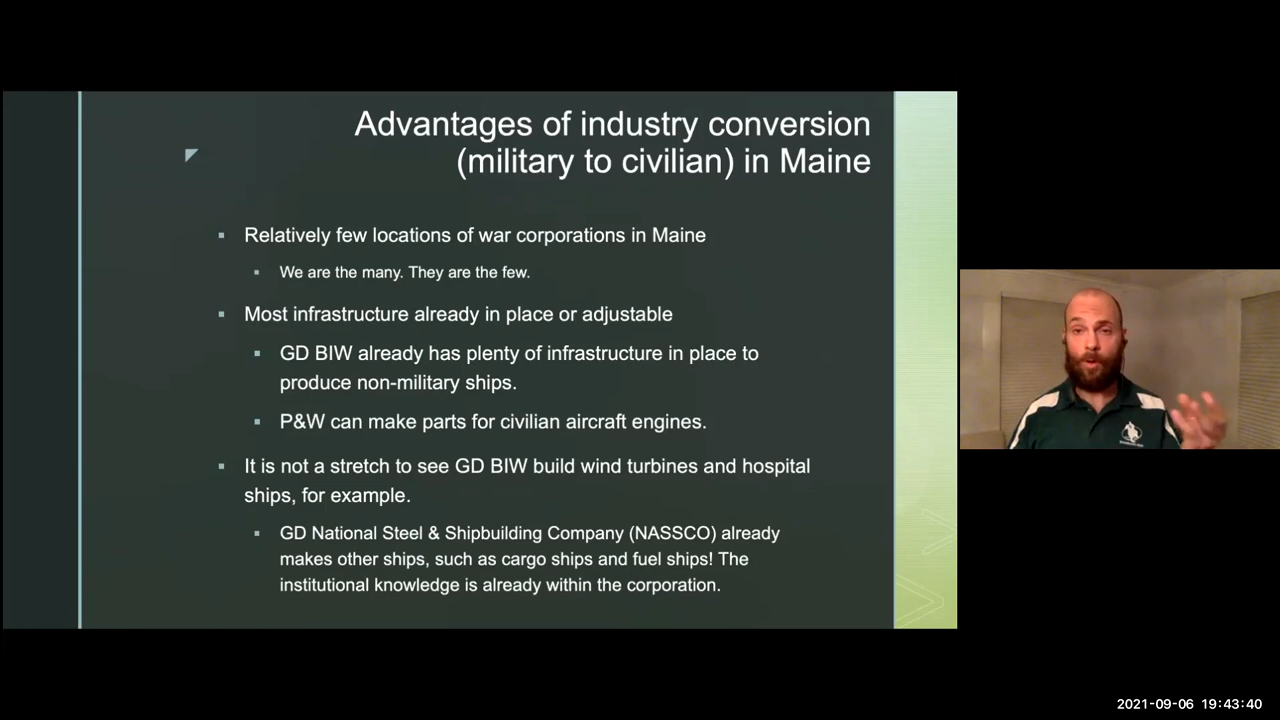 Advantages of industry conversion
(military to civilian) in Maine
▪ Relatively few locations of war corporations in Maine
▪ We are the many. They are the few.
▪ Most infrastructure already in place or adjustable
▪ GD BIW already has plenty of infrastructure in place to
produce non-military ships.
▪ P&W can make parts for civilian aircraft engines.
▪ It is not a stretch to see GD BIW build wind turbines and hospital
ships, for example.
▪ GD National Steel & Shipbuilding Company (NASSCO) already
makes other ships, such as cargo ships and fuel ships! The
institutional knowledge is already within the corporation.
2021-09-06 19:43:40